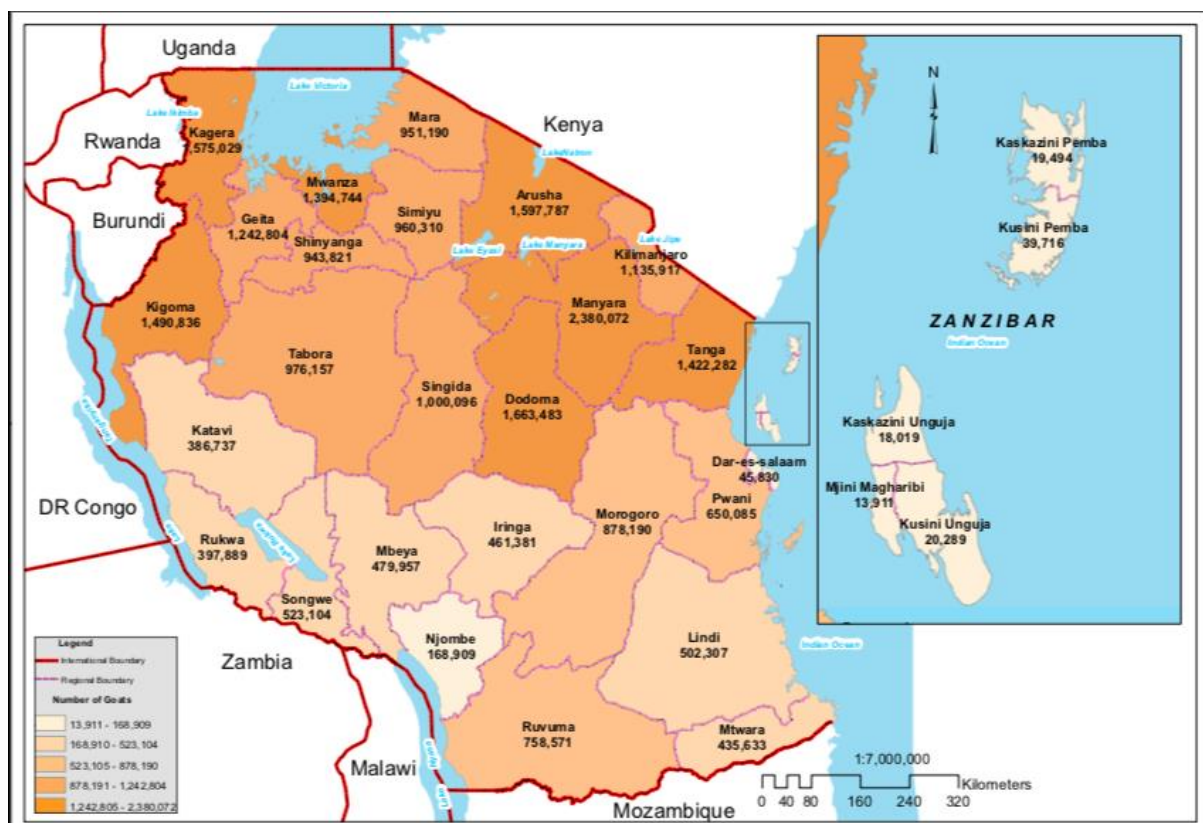 Uganda
Lake Victoria
Kenya
Rwanda
Burundi
Kagera
1,575,029
Mara
951,190
Mwanza
1,394,744
Arusha
1,597,787
Geita
1,242,804
Simiyu
960,310
Shinyanga
943,821
Lake Eyasi
Lake Manyara
Lake Jipe
Kilimanjaro
1,135,917
Kigoma
1,490,836
Manyara
2,380,072
Tabora
976,157
Singida
1,000,096
Dodoma
1,663,483
Tanga
1,422,282
Katavi
386,737
Dar-es-salaam
45,830
Pwani
650,085
DR Congo
Morogoro
878,190
Iringa
461,381
Rukwa
397,889
Lake Rukwa
Mbeya
479,957
Songwe
523,104
Njombe
168,909
Lindi
502,307
Indian Ocean
Zambia
Ruvuma
758,571
Mtwara
435,633
Malawi
Mozambique
N
Kaskazini Pemba
19,494
Kusini Pemba
39,716
ZANZIBAR
Indian Ocean
Kaskazini Unguja
18,019
Mjini Magharibi
13,911
Kusini Unguja
20,289
Legend
International Boundary
Regional Boundary
Number of Goats
13,911 - 168,909
168,910 - 523,104
523,105 - 878,190
878,191 - 1,242,804
1,242,805 - 2,380,072
1:7,000,000
Kilometers
0 40 80 160 240 320